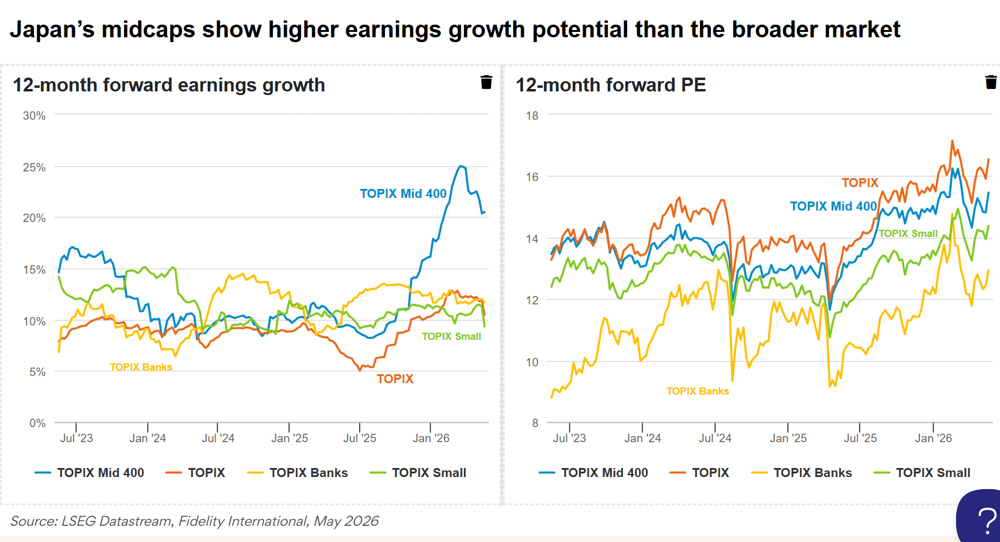 Japan’s midcaps show higher earnings growth potential than the broader market
12-month forward earnings growth
30%
25%
20%
15%
10%
5%
0%
TOPIX Mid 400
TOPIX Small
TOPIX Banks
TOPIX
Jul '23
Jan '24
Jul '24
Jan '25
Jul '25
Jan '26
TOPIX Mid 400
TOPIX
TOPIX Banks
TOPIX Small
12-month forward PE
18
16
14
12
10
8
TOPIX
TOPIX Mid 400
TOPIX Small
TOPIX Banks
Jul '23
Jan '24
Jul '24
Jan '25
Jul '25
Jan '26
TOPIX Mid 400
TOPIX
TOPIX Banks
TOPIX Small
Source: LSEG Datastream, Fidelity International, May 2026
?